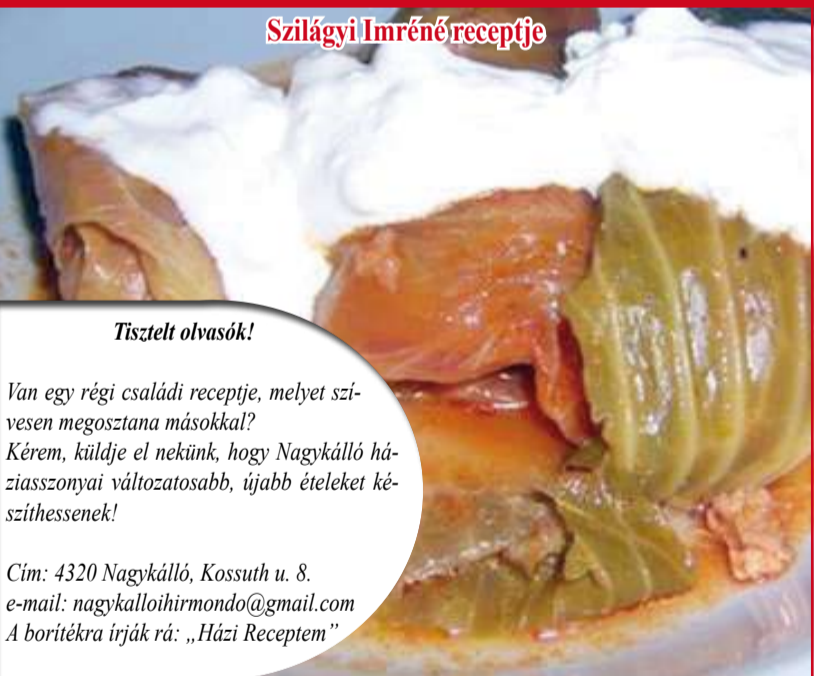 Szilágyi Imréné receptje
Tisztelt olvasók!
Van egy régi családi receptje, melyet szí-
vesen megosztana másokkal?
Kérem, küldje el nekünk, hogy Nagykálló há-
ziasszonyai változatosabb, újabb ételeket ké-
szíthessenek!
Cím: 4320 Nagykálló, Kossuth u. 8.
e-mail: nagykalloihirmondo@gmail.com
A borítékra írják rá: „Házi Receptem”